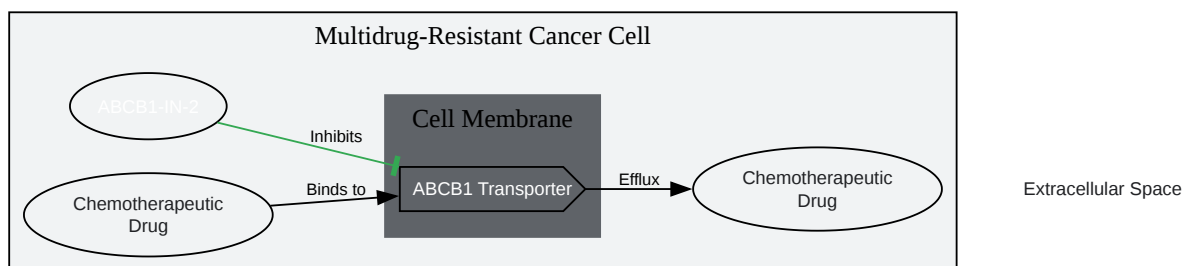 Multidrug-Resistant Cancer Cell
ABCB1-IN-2
Cell Membrane
Inhibits
Binds to
ABCB1 Transporter
Efflux
Chemotherapeutic
Drug
Chemotherapeutic
Drug
Extracellular Space